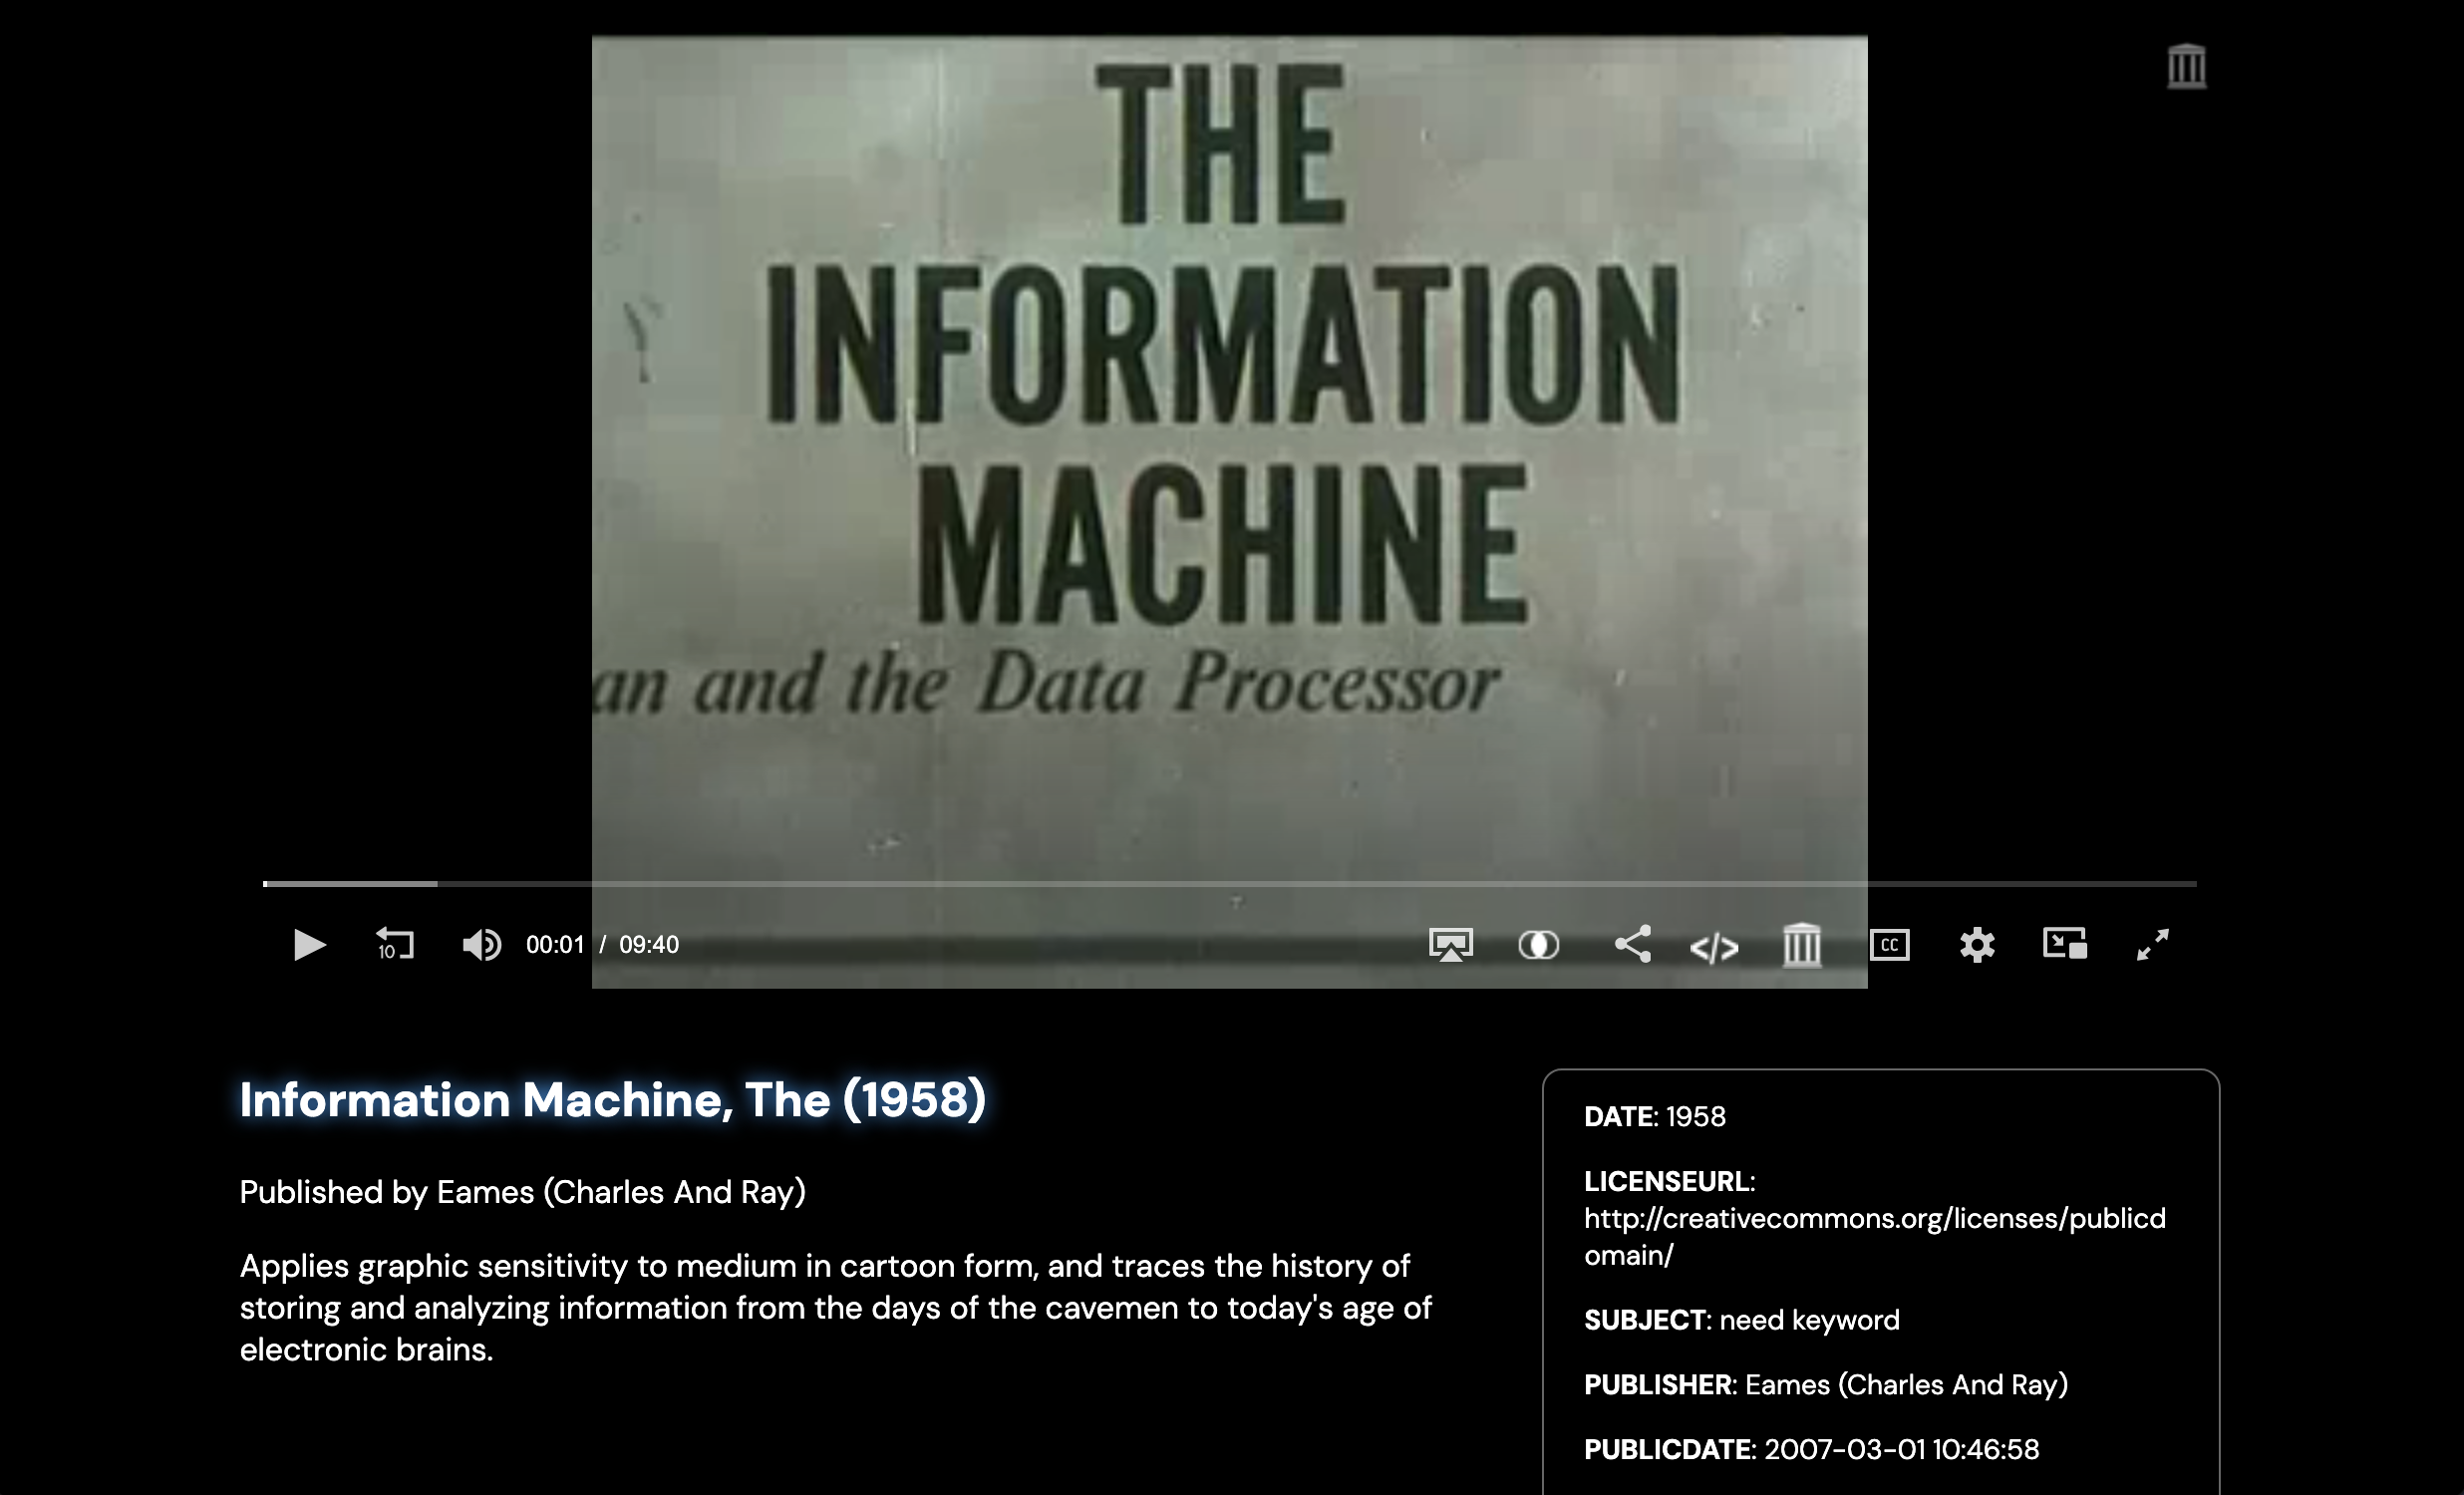 THE
INFORMATION
MACHINE
an and the Data Processor
10
00:01 / 09:40
</>
CC
Information Machine, The (1958)
Published by Eames (Charles And Ray)
Applies graphic sensitivity to medium in cartoon form, and traces the history of
storing and analyzing information from the days of the cavemen to today's age of
electronic brains.
DATE: 1958
LICENSEURL:
http://creativecommons.org/licenses/publicd
omain/
SUBJECT: need keyword
PUBLISHER: Eames (Charles And Ray)
PUBLICDATE: 2007-03-01 10:46:58